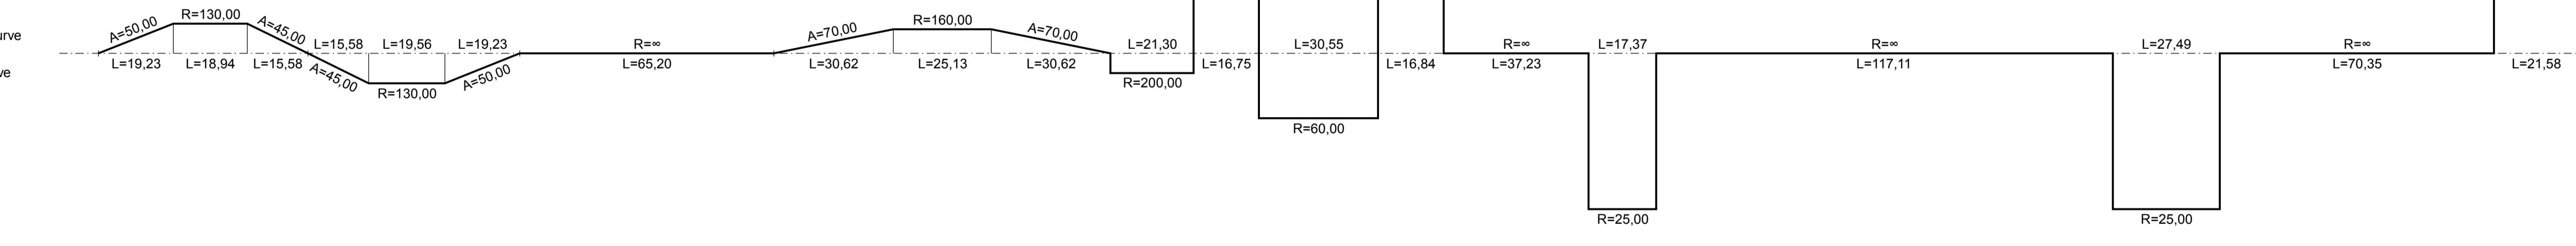 urve
ve
A=50,00
L=19,23
R=130,00
L=18,94
A=45,00
L=15,58
L=15,58
A=45,00
L=19,56
R=130,00
L=19,23
A=50,00
R=∞
L=65,20
A=70,00
L=30,62
R=160,00
L=25,13
A=70,00
L=30,62
L=21,30
R=200,00
L=16,75
L=30,55
R=60,00
L=16,84
R=∞
L=37,23
L=17,37
R=25,00
R=∞
L=117,11
L=27,49
R=25,00
R=∞
L=70,35
L=21,58